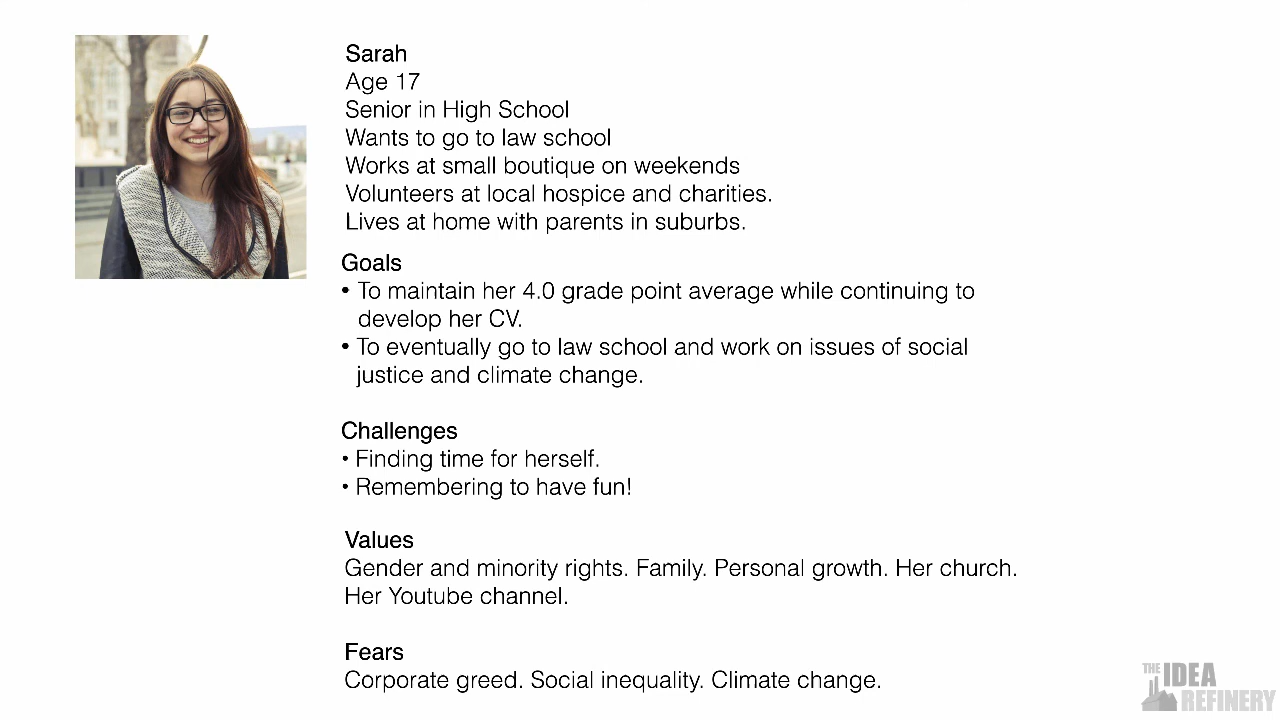 Sarah
Age 17
Senior in High School
Wants to go to law school
Works at small boutique on weekends
Volunteers at local hospice and charities.
Lives at home with parents in suburbs.
Goals
• To maintain her 4.0 grade point average while continuing to
develop her CV.
• To eventually go to law school and work on issues of social
justice and climate change.
Challenges
• Finding time for herself.
• Remembering to have fun!
Values
Gender and minority rights. Family. Personal growth. Her church.
Her Youtube channel.
Fears
Corporate greed. Social inequality. Climate change.
THE IDEA
REFINERY